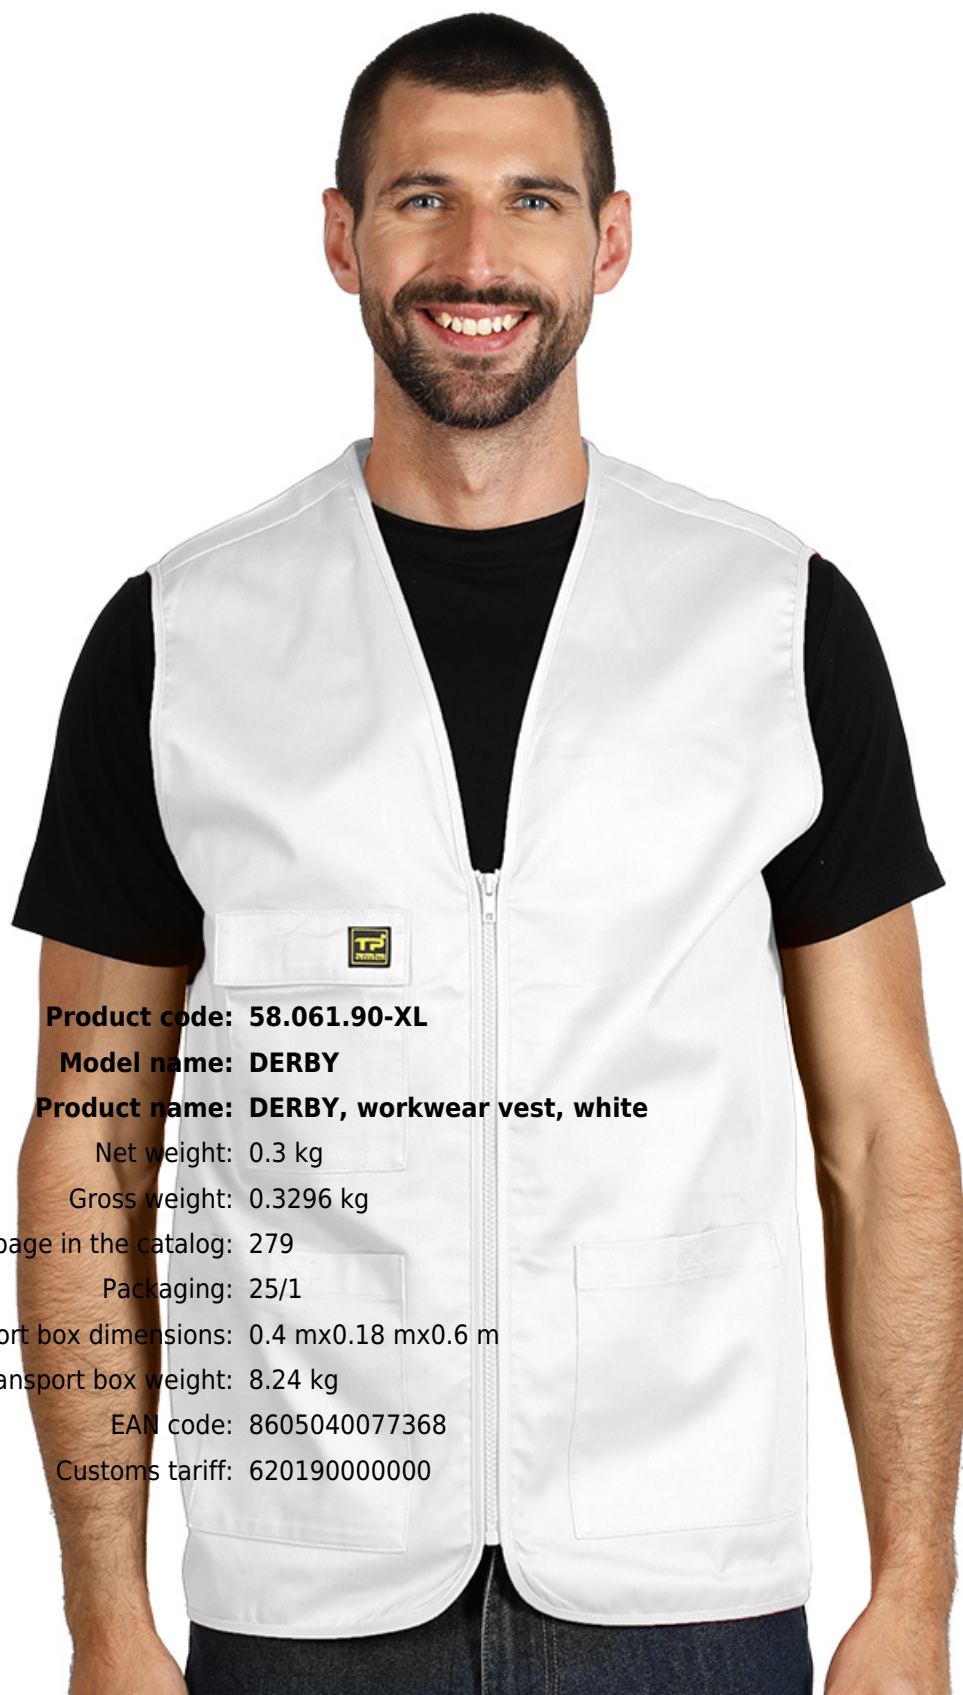 TP
Product code: 58.061.90-XL
Model name: DERBY
Product name: DERBY, workwear vest, white
Net weight: 0.3 kg
Gross weight: 0.3296 kg
page in the catalog: 279
Packaging: 25/1
ort box dimensions: 0.4 mx0.18 mx0.6 m
ansport box weight: 8.24 kg
EAN code: 8605040077368
Customs tariff: 620190000000